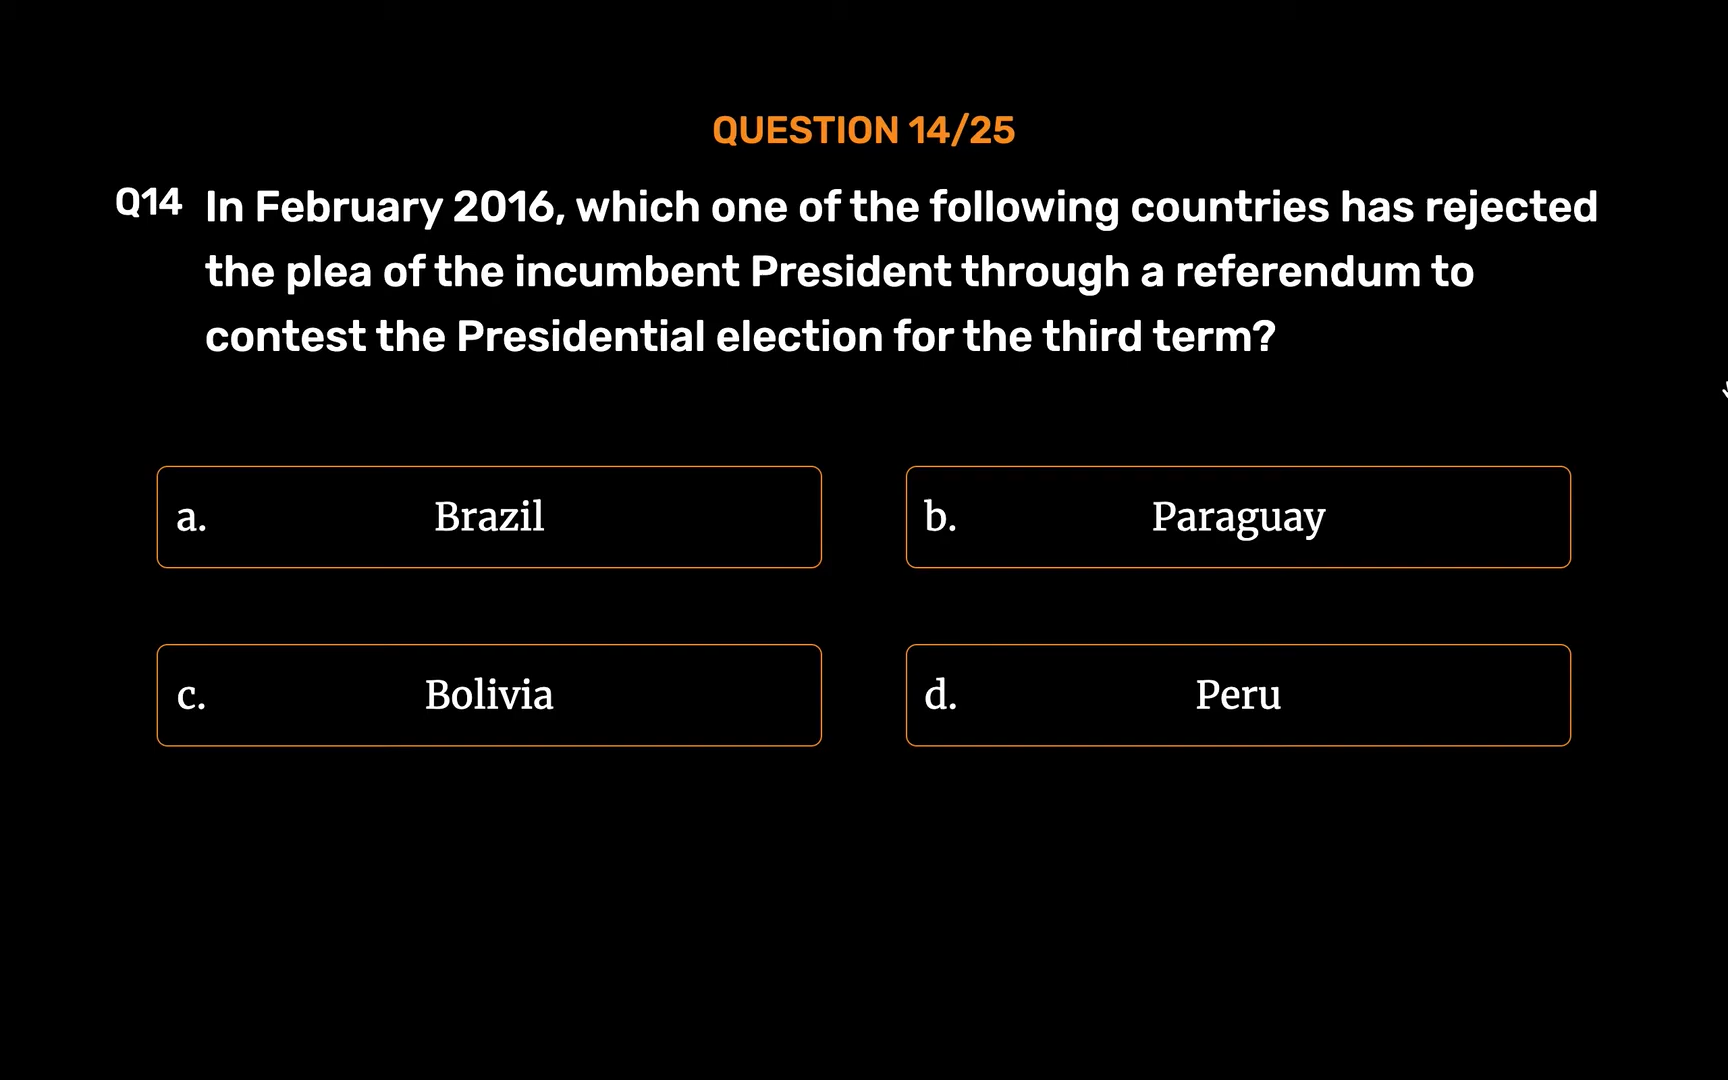 QUESTION 14/25
Q14 In February 2016, which one of the following countries has rejected
the plea of the incumbent President through a referendum to
contest the Presidential election for the third term?
a. Brazil
b. Paraguay
c. Bolivia
d. Peru